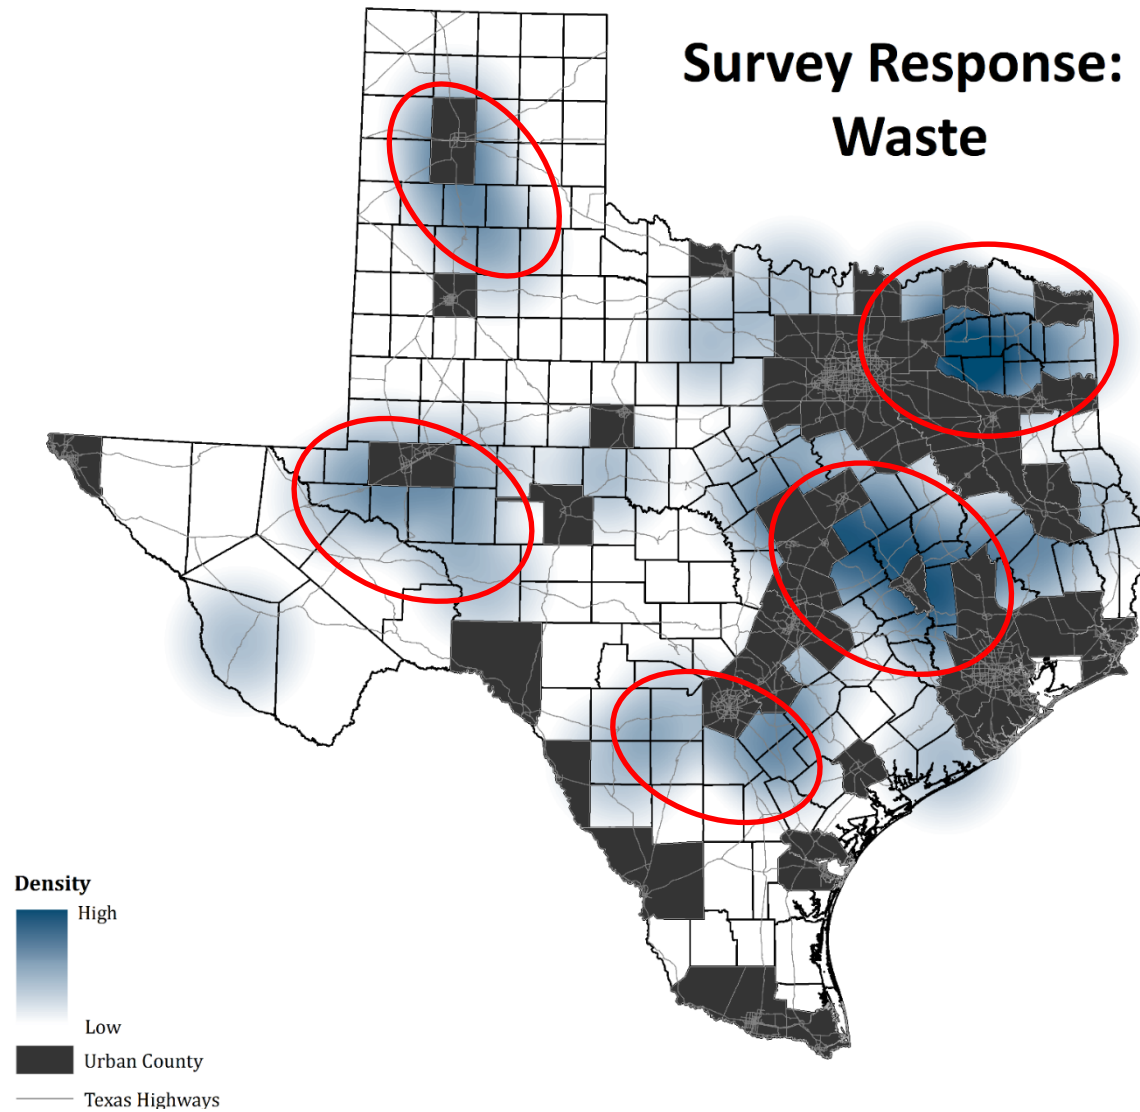 Survey Response:
Waste
Density
High
Low
Urban County
Texas Highways